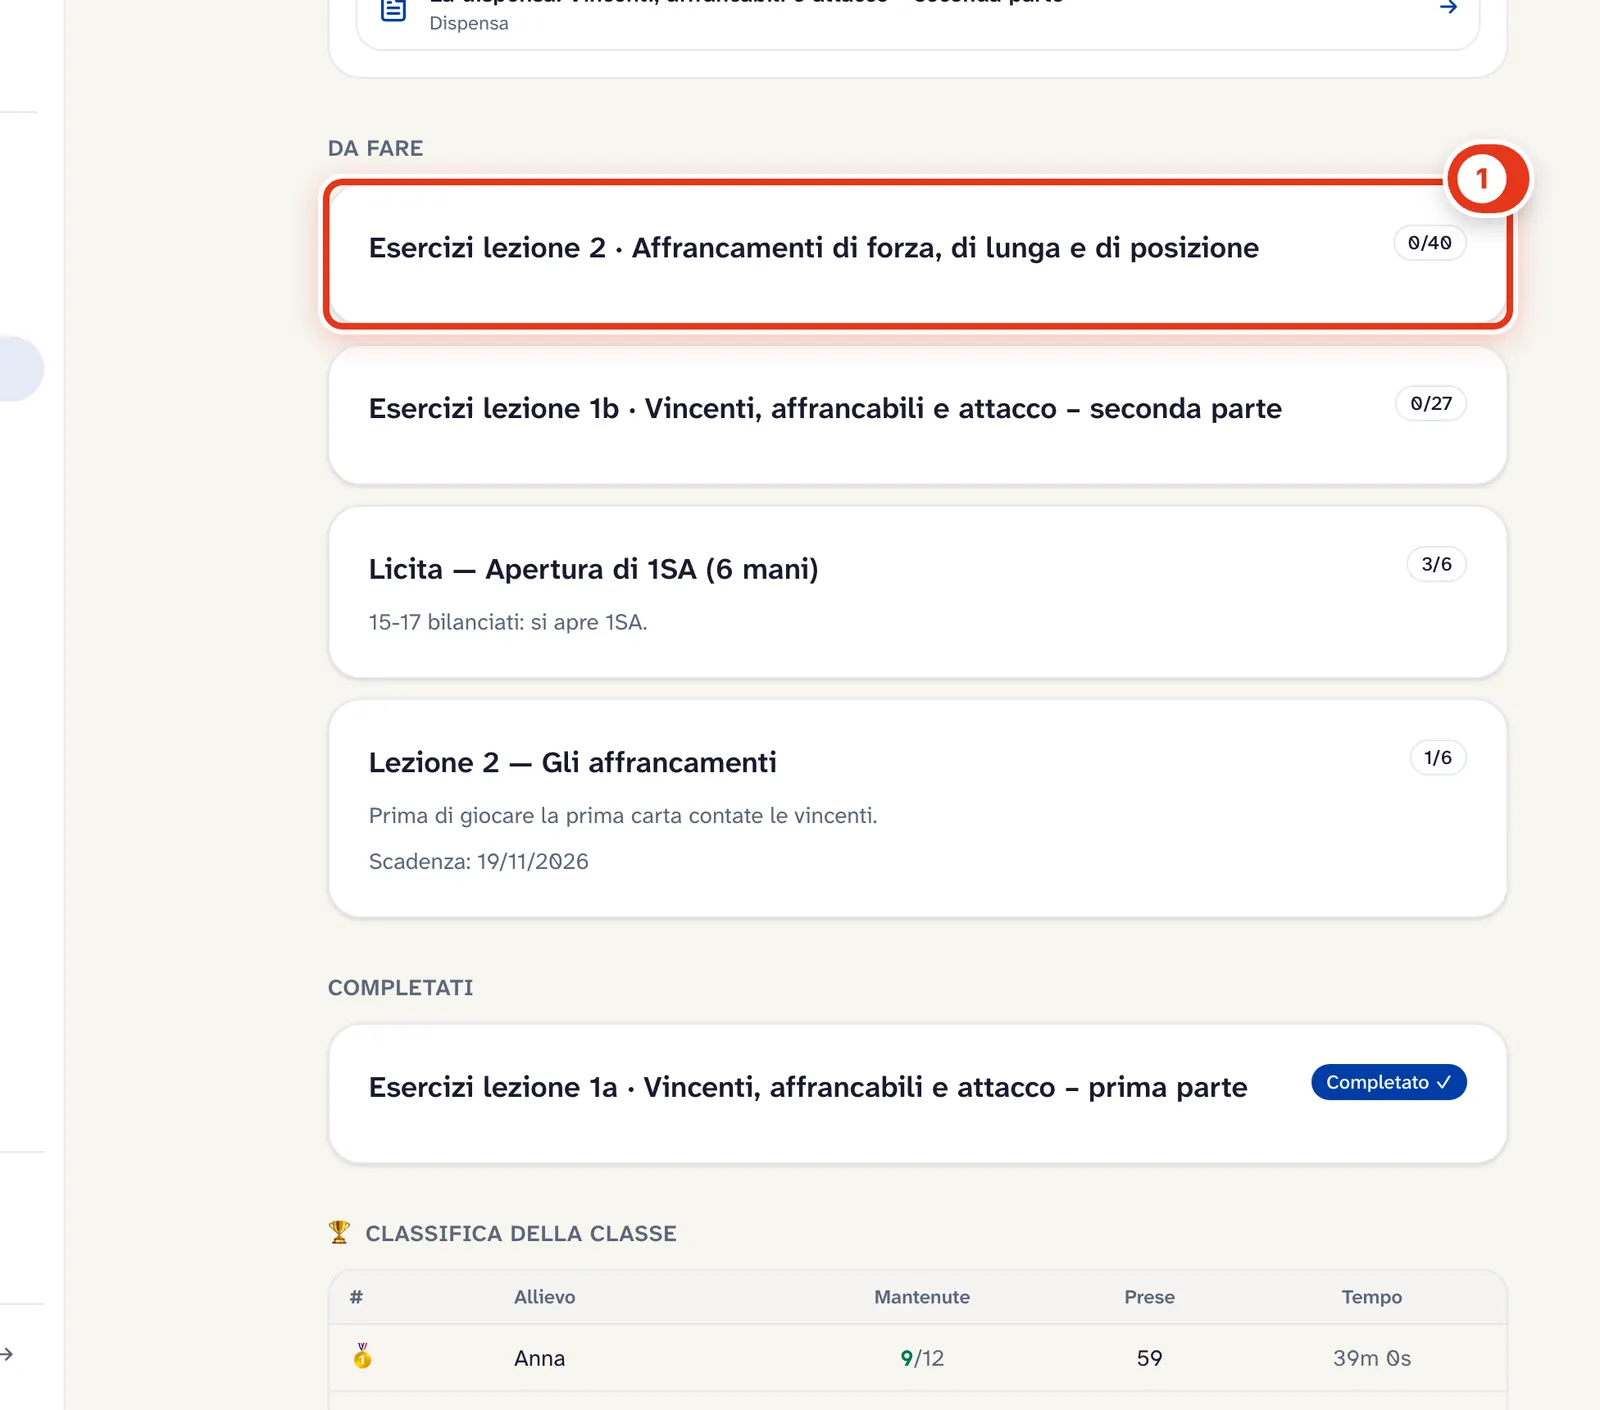 Dispensa
DA FARE
1
Esercizi lezione 2 · Affrancamenti di forza, di lunga e di posizione
0/40
Esercizi lezione 1b · Vincenti, affrancabili e attacco – seconda parte
0/27
Licita — Apertura di 1SA (6 mani)
3/6
15-17 bilanciati: si apre 1SA.
Lezione 2 — Gli affrancamenti
1/6
Prima di giocare la prima carta contate le vincenti.
Scadenza: 19/11/2026
COMPLETATI
Esercizi lezione 1a · Vincenti, affrancabili e attacco – prima parte
Completato ✓
🏆 CLASSIFICA DELLA CLASSE
# Allievo Mantenute Prese Tempo
🥇 Anna 9/12 59 39m 0s